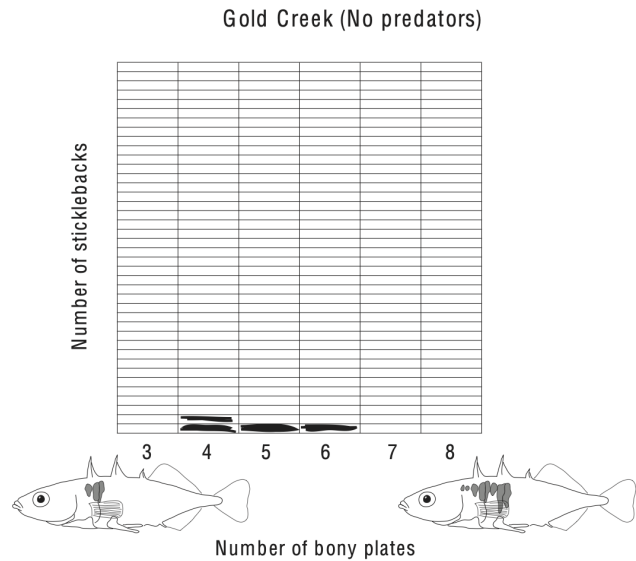 Gold Creek (No predators)
Number of sticklebacks
3 4 5 6 7 8
Number of bony plates